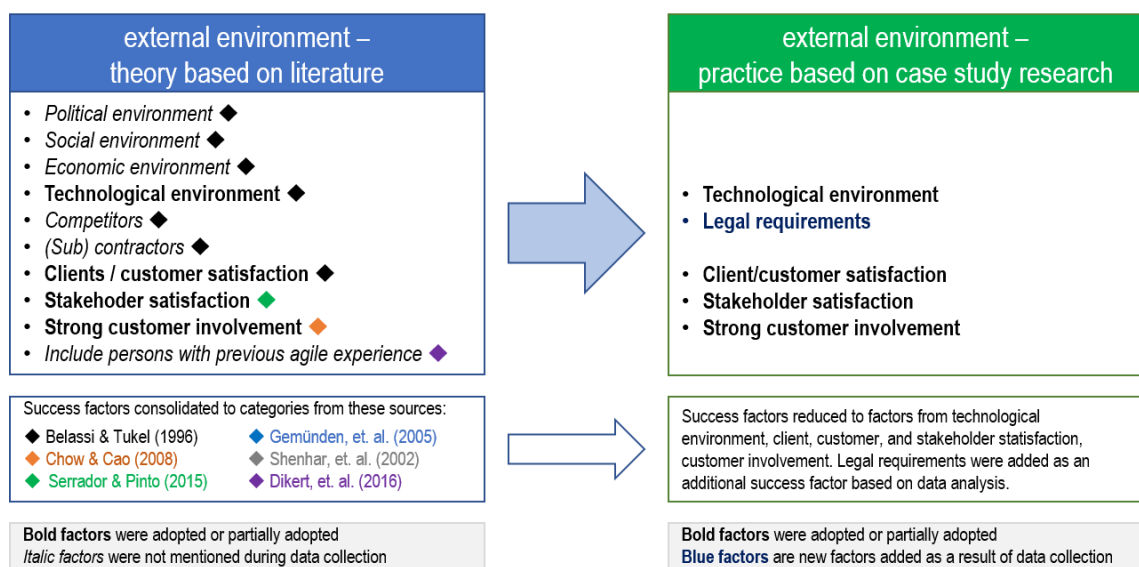 external environment –
theory based on literature
• Political environment ◆
• Social environment ◆
• Economic environment ◆
• Technological environment ◆
• Competitors ◆
• (Sub) contractors ◆
• Clients / customer satisfaction ◆
• Stakehoder satisfaction ◆
• Strong customer involvement ◆
• Include persons with previous agile experience ◆
Success factors consolidated to categories from these sources:
◆ Belassi & Tukel (1996)
◆ Chow & Cao (2008)
◆ Serrador & Pinto (2015)
◆ Gemünden, et. al. (2005)
◆ Shenhar, et. al. (2002)
◆ Dikert, et. al. (2016)
Bold factors were adopted or partially adopted
Italic factors were not mentioned during data collection
external environment –
practice based on case study research
• Technological environment
• Legal requirements
• Client/customer satisfaction
• Stakeholder satisfaction
• Strong customer involvement
Success factors reduced to factors from technological
environment, client, customer, and stakeholder statisfaction,
customer involvement. Legal requirements were added as an
additional success factor based on data analysis.
Bold factors were adopted or partially adopted
Blue factors are new factors added as a result of data collection